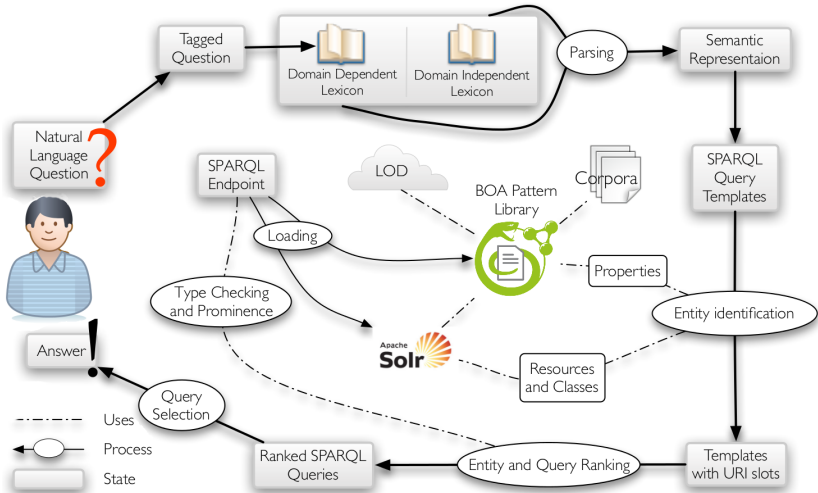 Tagged
Question
Domain Dependent
Lexicon
Domain Independent
Lexicon
Parsing
Semantic
Representaion
Natural
Language
Question
?
SPARQL
Endpoint
LOD
BOA Pattern
Library
Corpora
SPARQL
Query
Templates
Loading
Properties
Type Checking
and Prominence
Entity identification
Apache
Solr
Resources
and Classes
Answer
!
Query
Selection
Uses
Process
State
Ranked SPARQL
Queries
Entity and Query Ranking
Templates
with URI slots